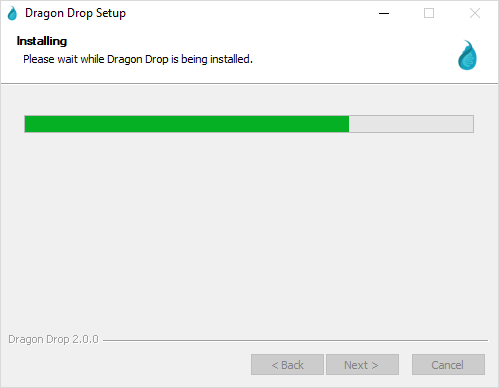 Dragon Drop Setup
Installing
Please wait while Dragon Drop is being installed.
Dragon Drop 2.0.0
< Back Next > Cancel